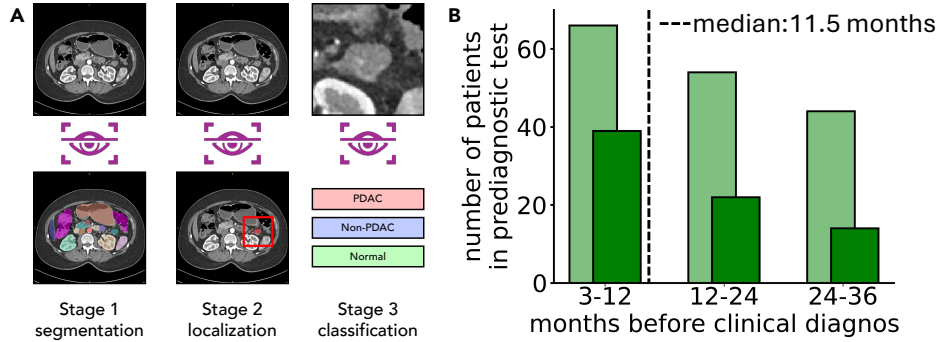 A
PDAC
Non-PDAC
Normal
Stage 1
segmentation
Stage 2
localization
Stage 3
classification
B
median:11.5 months
number of patients
in prediagnostic test
60
40
20
0
3-12
12-24
24-36
months before clinical diagnos